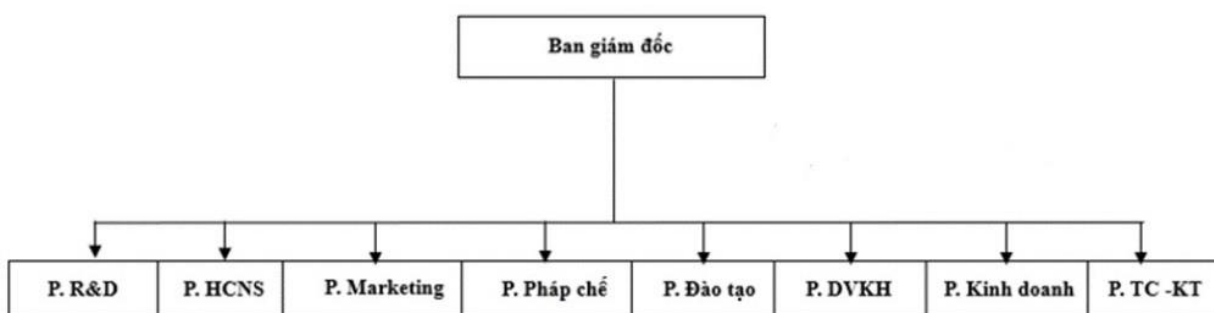 Ban giám đốc
P. R&D
P. HCNS
P. Marketing
P. Pháp chế
P. Đào tạo
P. DVKH
P. Kinh doanh
P. TC -KT